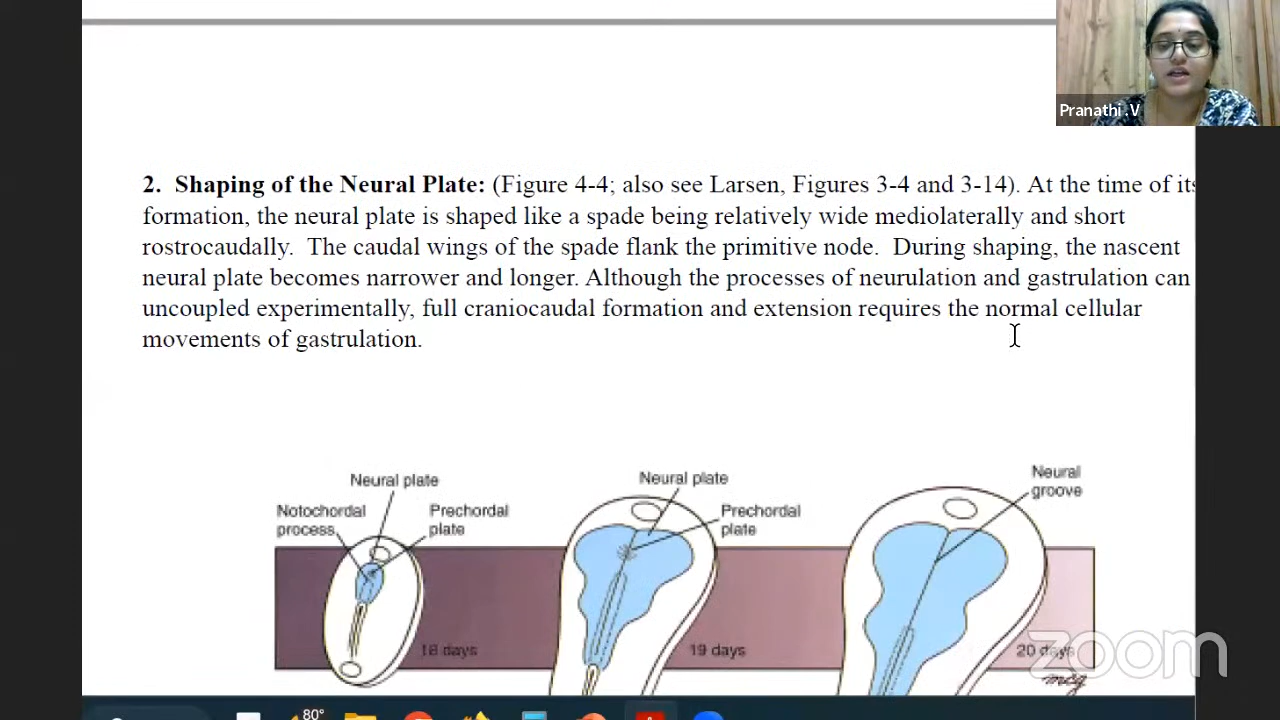 Pranathi .V
2. Shaping of the Neural Plate: (Figure 4-4; also see Larsen, Figures 3-4 and 3-14). At the time of its
formation, the neural plate is shaped like a spade being relatively wide mediolaterally and short
rostrocaudally. The caudal wings of the spade flank the primitive node. During shaping, the nascent
neural plate becomes narrower and longer. Although the processes of neurulation and gastrulation can
uncoupled experimentally, full craniocaudal formation and extension requires the normal cellular
movements of gastrulation.
Neural plate
Notochordal
process
Prechordal
plate
Neural plate
Prechordal
plate
Neural
groove
18 days
19 days
20 days
zoom
mcg
80°